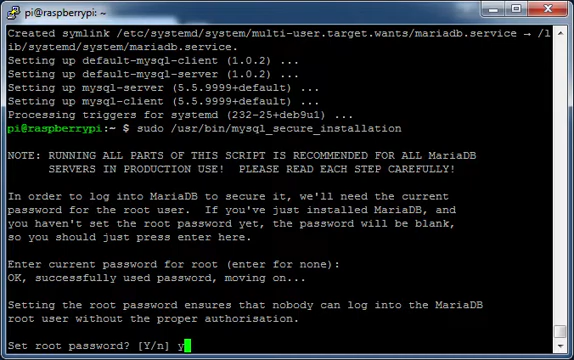 pi@raspberrypi: ~
Created symlink /etc/systemd/system/multi-user.target.wants/mariadb.service → /l
ib/systemd/system/mariadb.service.
Setting up default-mysql-client (1.0.2) ...
Setting up default-mysql-server (1.0.2) ...
Setting up mysql-server (5.5.9999+default) ...
Setting up mysql-client (5.5.9999+default) ...
Processing triggers for systemd (232-25+deb9u1) ...
pi@raspberrypi:~ $ sudo /usr/bin/mysql_secure_installation
NOTE: RUNNING ALL PARTS OF THIS SCRIPT IS RECOMMENDED FOR ALL MariaDB
SERVERS IN PRODUCTION USE!  PLEASE READ EACH STEP CAREFULLY!
In order to log into MariaDB to secure it, we'll need the current
password for the root user.  If you've just installed MariaDB, and
you haven't set the root password yet, the password will be blank,
so you should just press enter here.
Enter current password for root (enter for none):
OK, successfully used password, moving on...
Setting the root password ensures that nobody can log into the MariaDB
root user without the proper authorisation.
Set root password? [Y/n] y